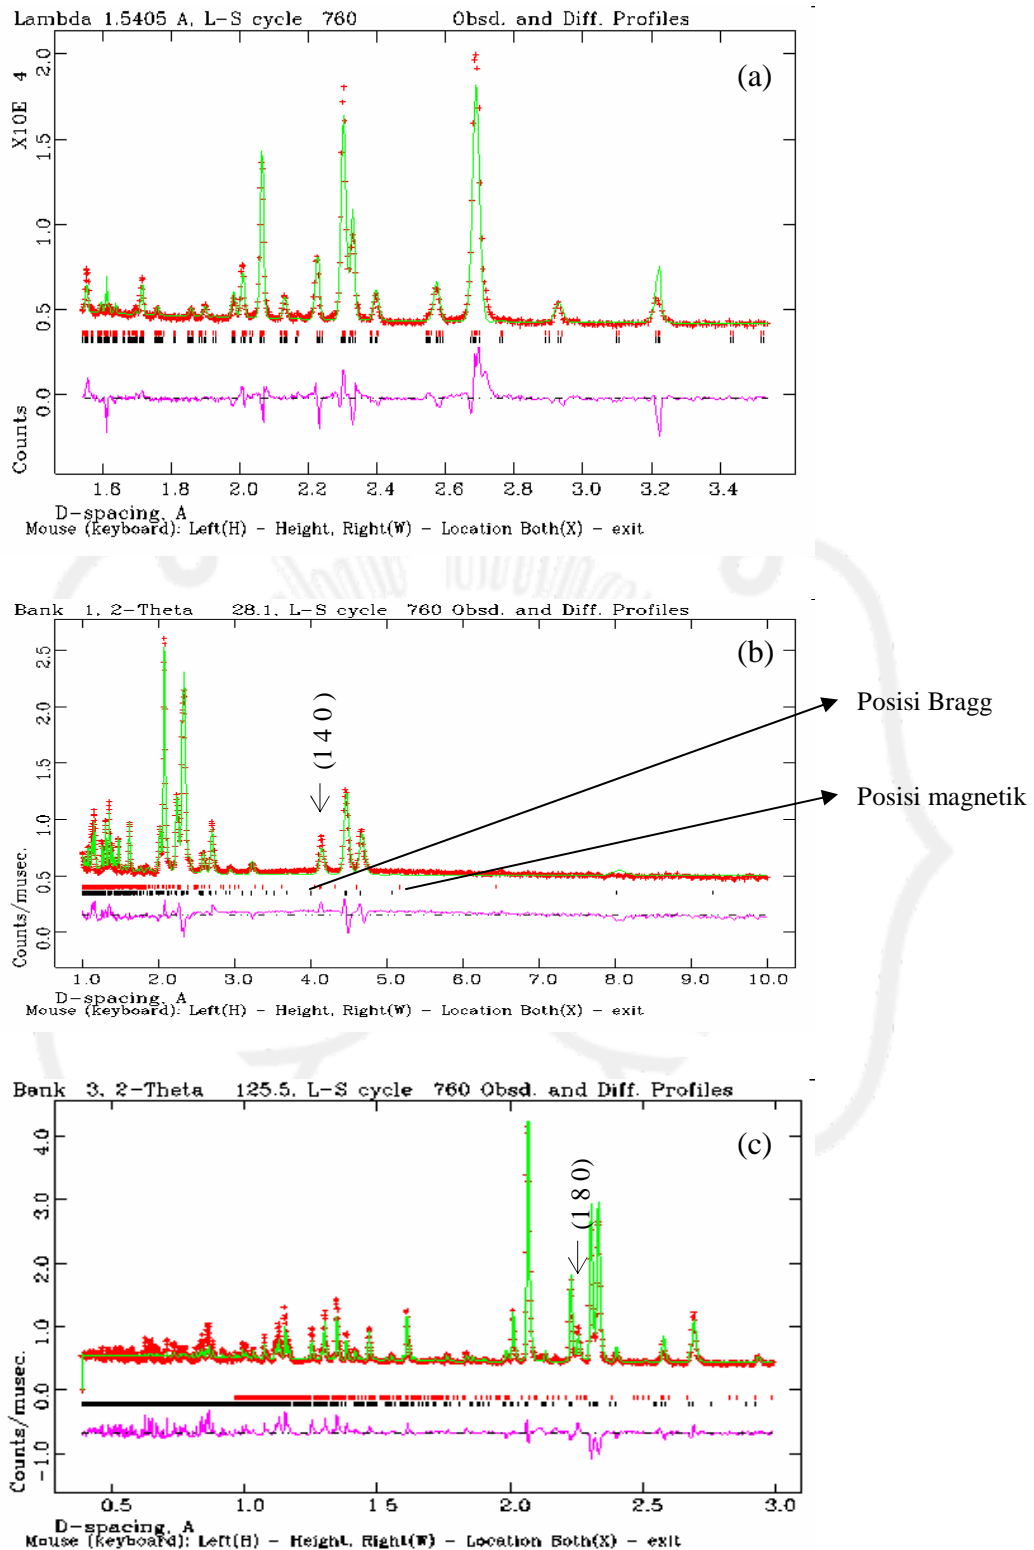 Lambda 1.5405 A, L-S cycle 760 Obsd. and Diff. Profiles
(a)
X10E 4
2.0
1.5
1.0
0.5
0.0
Counts
1.6 1.8 2.0 2.2 2.4 2.6 2.8 3.0 3.2 3.4
D-spacing, A
Mouse (keyboard): Left(H) - Height, Right(W) - Location Both(X) - exit
Bank 1, 2-Theta 28.1, L-S cycle 760 Obsd. and Diff. Profiles
(b)
2.5
2.0
1.5
1.0
0.5
0.0
Counts/musec.
(1 4 0)
Posisi Bragg
Posisi magnetik
1.0 2.0 3.0 4.0 5.0 6.0 7.0 8.0 9.0 10.0
D-spacing, A
Mouse (keyboard): Left(H) - Height, Right(W) - Location Both(X) - exit
Bank 3, 2-Theta 125.5, L-S cycle 760 Obsd. and Diff. Profiles
(c)
4.0
3.0
2.0
1.0
0.0
-1.0
Counts/musec.
(1 8 0)
0.5 1.0 1.5 2.0 2.5 3.0
D-spacing, A
Mouse (keyboard): Left(H) - Height, Right(W) - Location Both(X) - exit